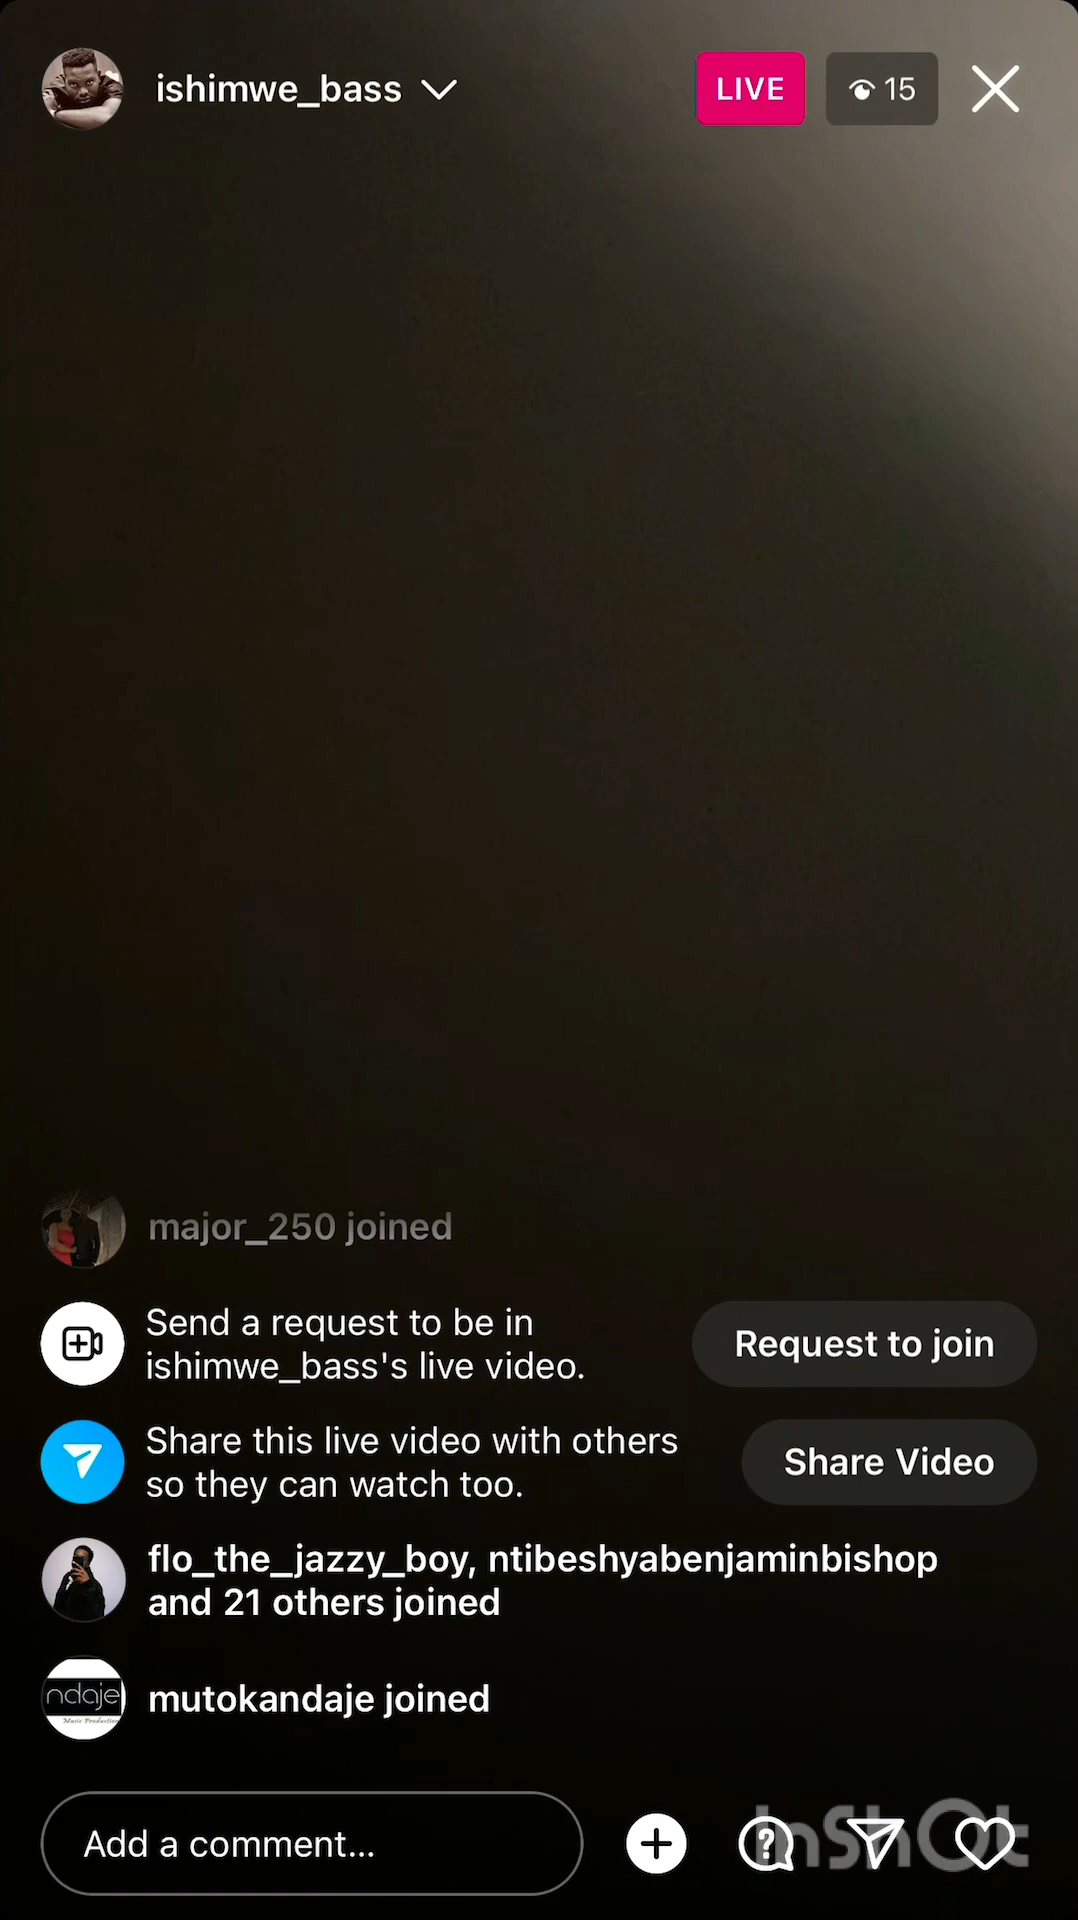 ishimwe_bass
LIVE
15
major_250 joined
Send a request to be in
ishimwe_bass's live video.
Request to join
Share this live video with others
so they can watch too.
Share Video
flo_the_jazzy_boy, ntibeshyabenjaminbishop
and 21 others joined
ndaje
Music Production
mutokandaje joined
Add a comment...
InShOt